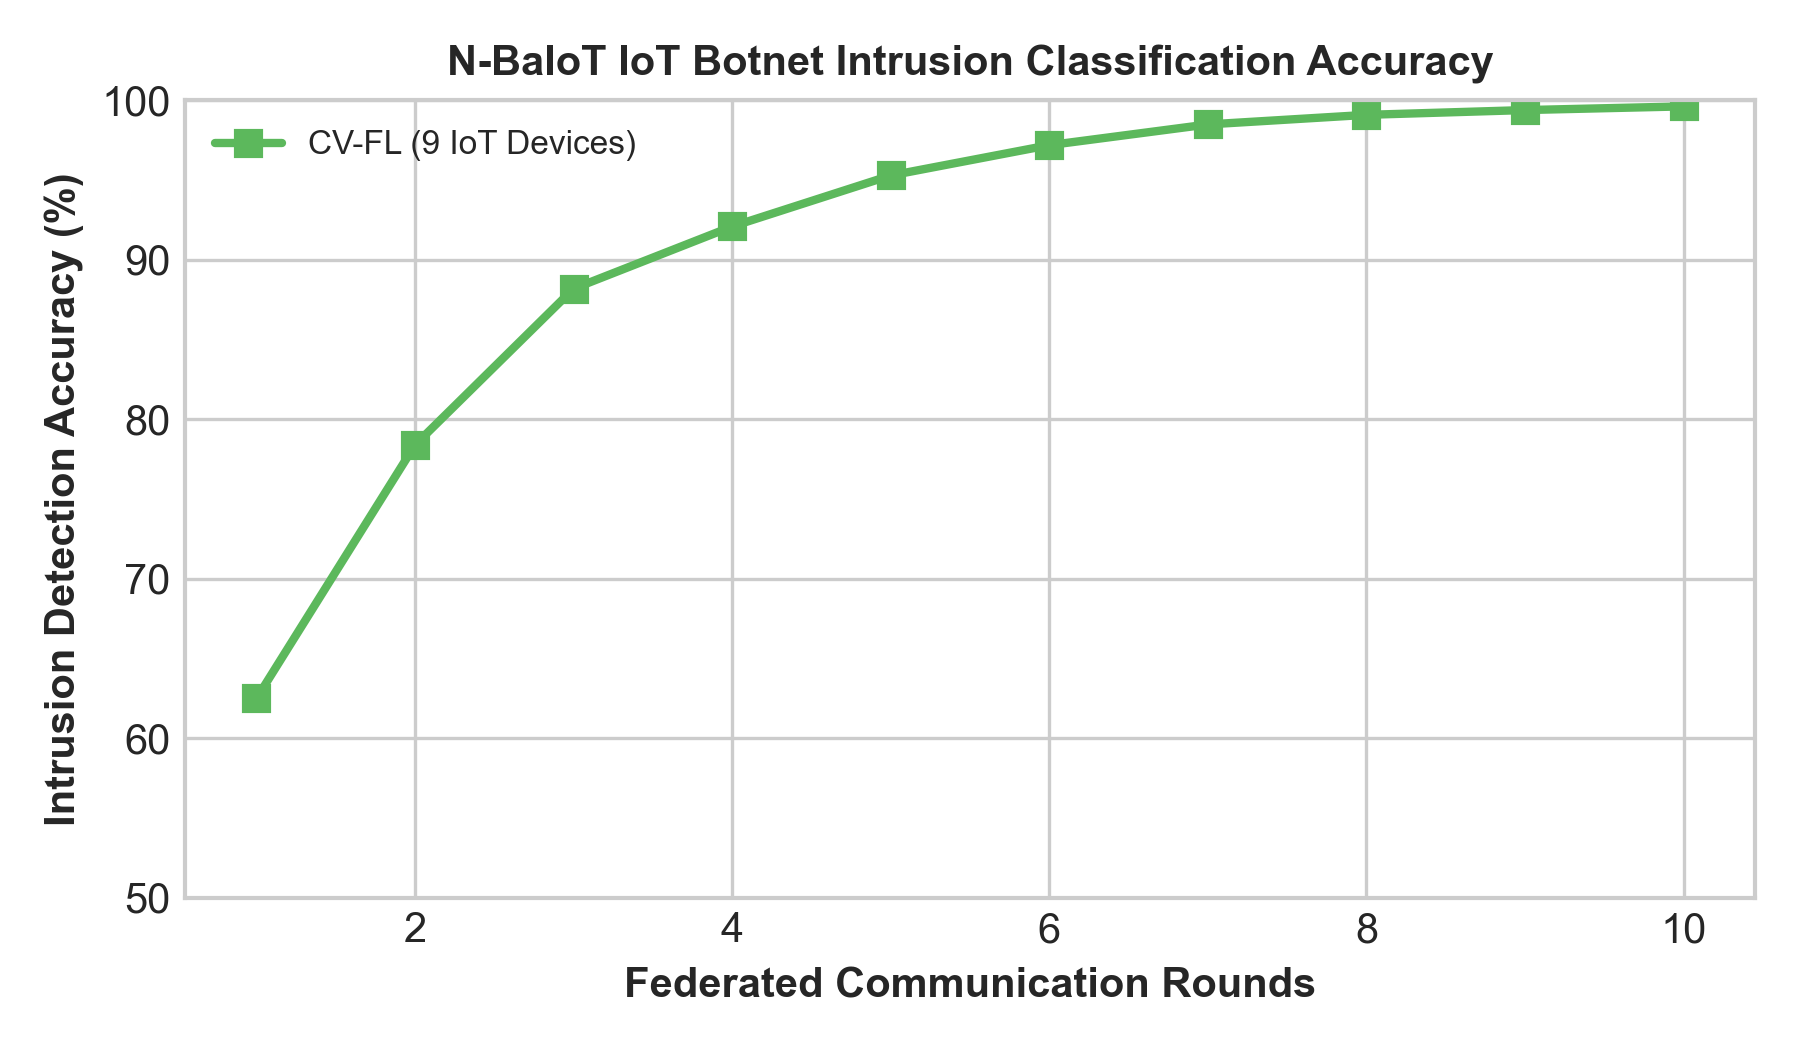 N-BaIoT IoT Botnet Intrusion Classification Accuracy
CV-FL (9 IoT Devices)
Intrusion Detection Accuracy (%)
100
90
80
70
60
50
2 4 6 8 10
Federated Communication Rounds